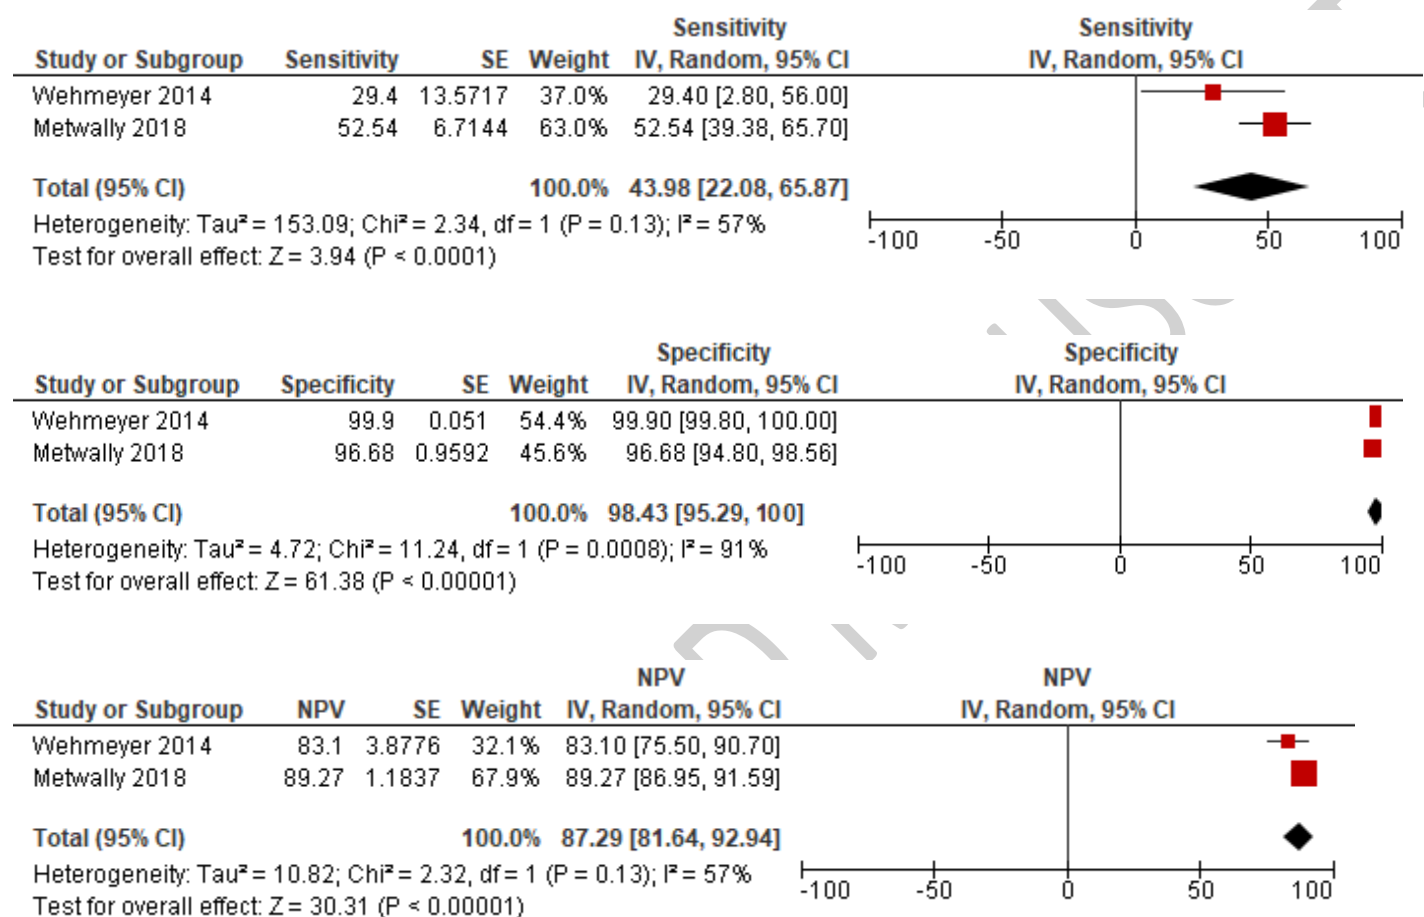 Sensitivity Sensitivity
Study or Subgroup Sensitivity SE Weight IV, Random, 95% CI IV, Random, 95% CI
Wehmeyer 2014 29.4 13.5717 37.0% 29.40 [2.80, 56.00]
Metwally 2018 52.54 6.7144 63.0% 52.54 [39.38, 65.70]
Total (95% CI) 100.0% 43.98 [22.08, 65.87]
Heterogeneity: Tau² = 153.09; Chi² = 2.34, df = 1 (P = 0.13); I² = 57%
-100 -50 0 50 100
Test for overall effect: Z = 3.94 (P < 0.0001)
Specificity Specificity
Study or Subgroup Specificity SE Weight IV, Random, 95% CI IV, Random, 95% CI
Wehmeyer 2014 99.9 0.051 54.4% 99.90 [99.80, 100.00]
Metwally 2018 96.68 0.9592 45.6% 96.68 [94.80, 98.56]
Total (95% CI) 100.0% 98.43 [95.29, 100]
Heterogeneity: Tau² = 4.72; Chi² = 11.24, df = 1 (P = 0.0008); I² = 91%
-100 -50 0 50 100
Test for overall effect: Z = 61.38 (P < 0.00001)
NPV NPV
Study or Subgroup NPV SE Weight IV, Random, 95% CI IV, Random, 95% CI
Wehmeyer 2014 83.1 3.8776 32.1% 83.10 [75.50, 90.70]
Metwally 2018 89.27 1.1837 67.9% 89.27 [86.95, 91.59]
Total (95% CI) 100.0% 87.29 [81.64, 92.94]
Heterogeneity: Tau² = 10.82; Chi² = 2.32, df = 1 (P = 0.13); I² = 57%
-100 -50 0 50 100
Test for overall effect: Z = 30.31 (P < 0.00001)